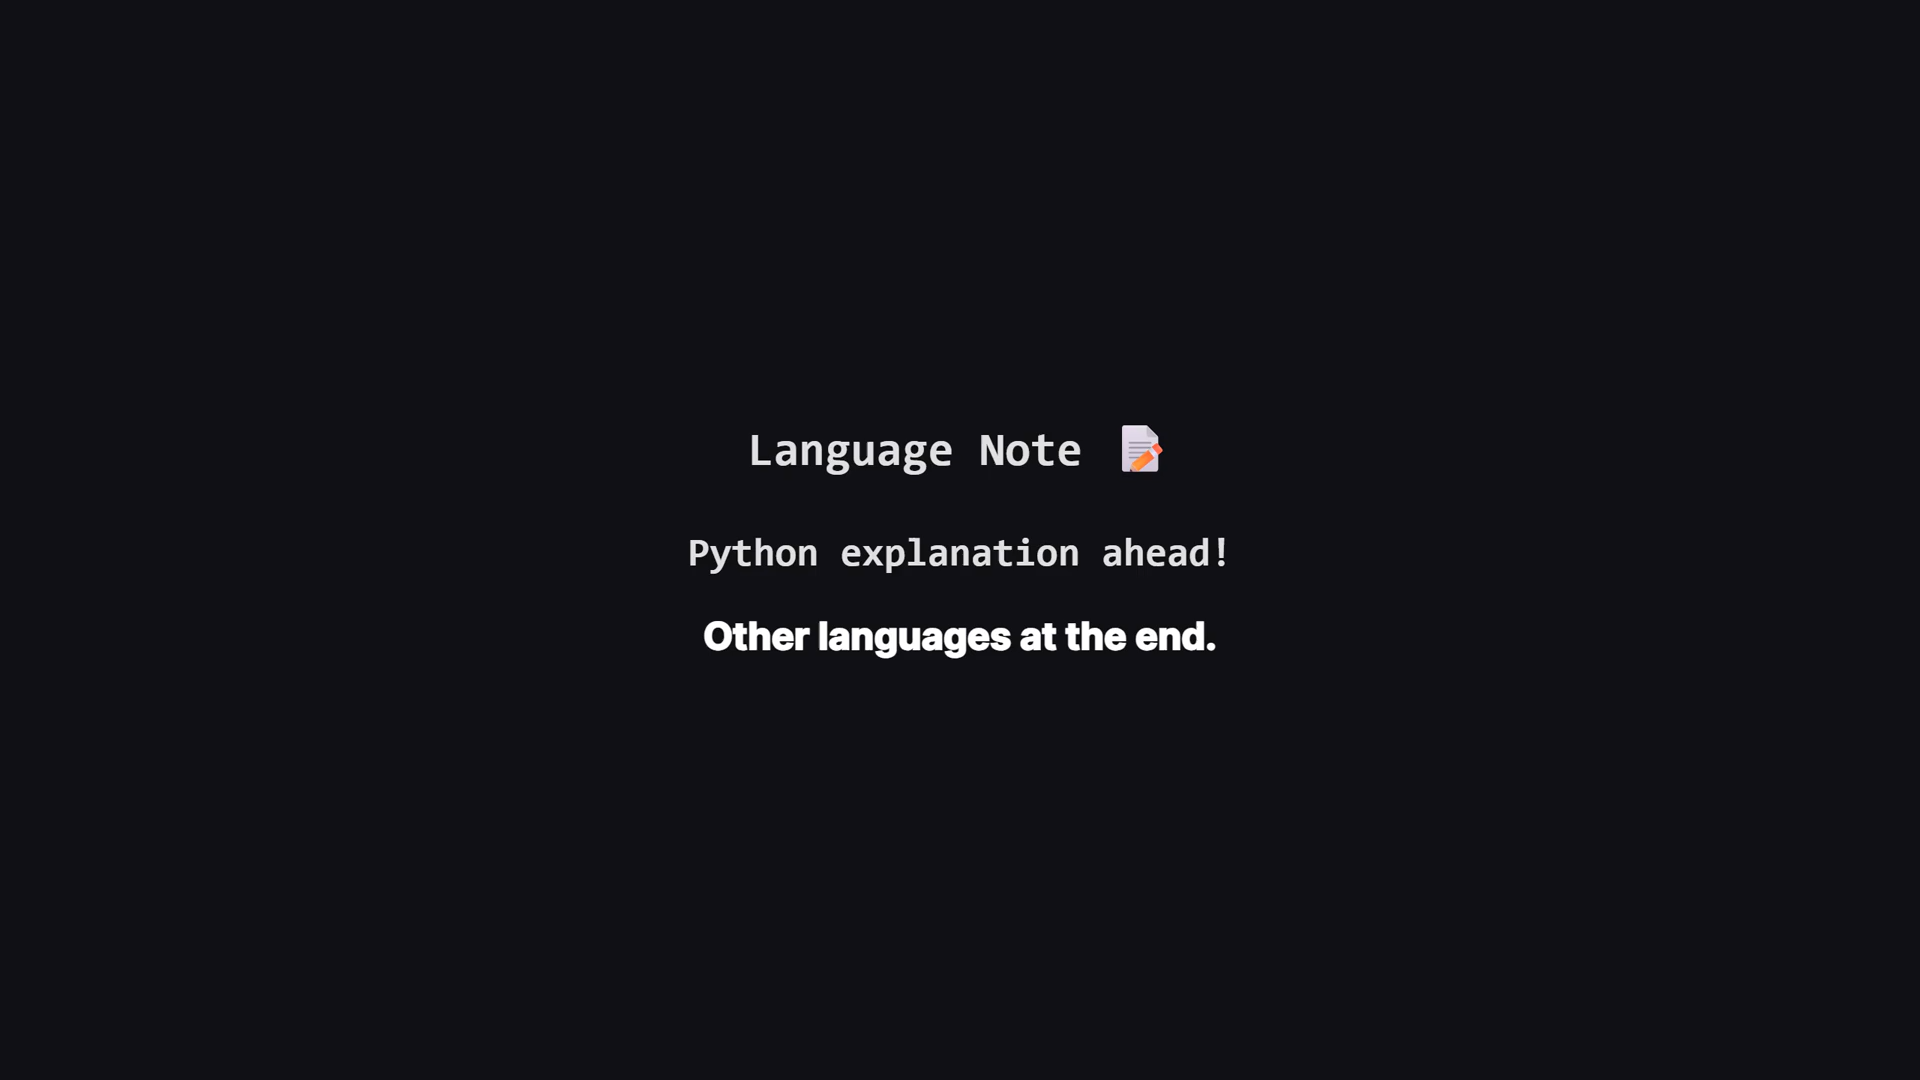 Language Note 📝
Python explanation ahead!
Other languages at the end.